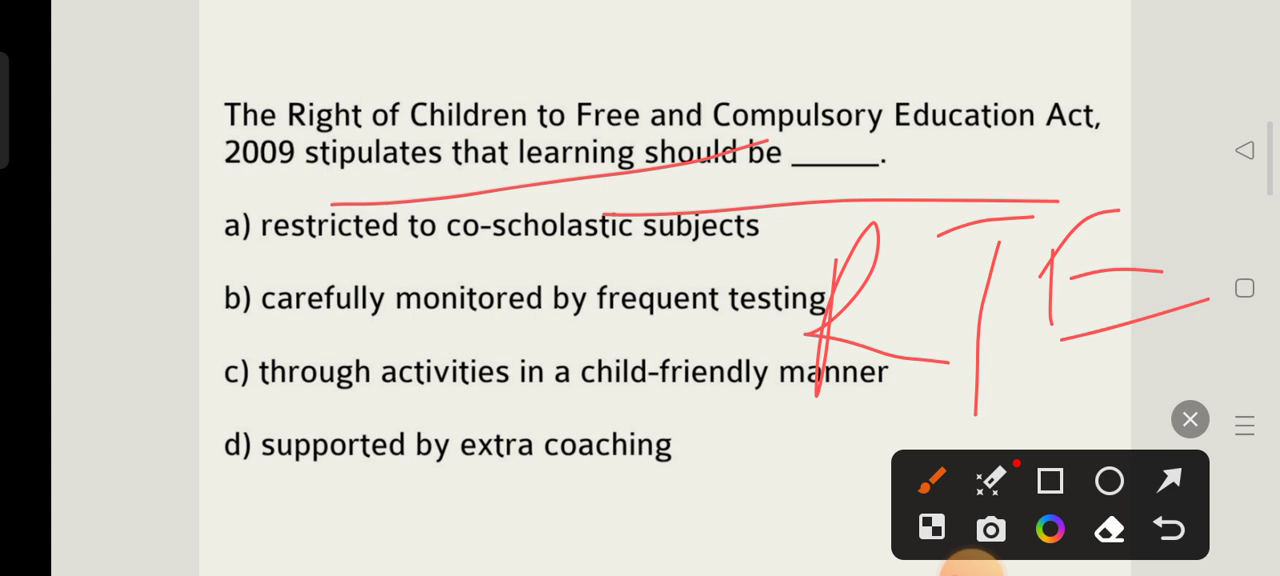 The Right of Children to Free and Compulsory Education Act,
2009 stipulates that learning should be ______.
a) restricted to co-scholastic subjects
b) carefully monitored by frequent testing
c) through activities in a child-friendly manner
d) supported by extra coaching
RTE